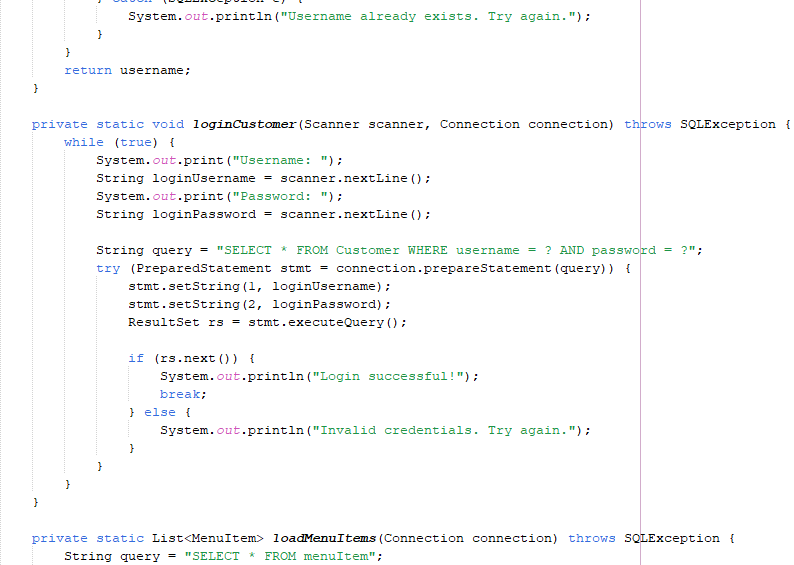 } catch (SQLException e) {
System.out.println("Username already exists. Try again.");
}
}
return username;
}
private static void loginCustomer(Scanner scanner, Connection connection) throws SQLException {
while (true) {
System.out.print("Username: ");
String loginUsername = scanner.nextLine();
System.out.print("Password: ");
String loginPassword = scanner.nextLine();
String query = "SELECT * FROM Customer WHERE username = ? AND password = ?";
try (PreparedStatement stmt = connection.prepareStatement(query)) {
stmt.setString(1, loginUsername);
stmt.setString(2, loginPassword);
ResultSet rs = stmt.executeQuery();
if (rs.next()) {
System.out.println("Login successful!");
break;
} else {
System.out.println("Invalid credentials. Try again.");
}
}
}
}
private static List<MenuItem> loadMenuItems(Connection connection) throws SQLException {
String query = "SELECT * FROM menuItem";